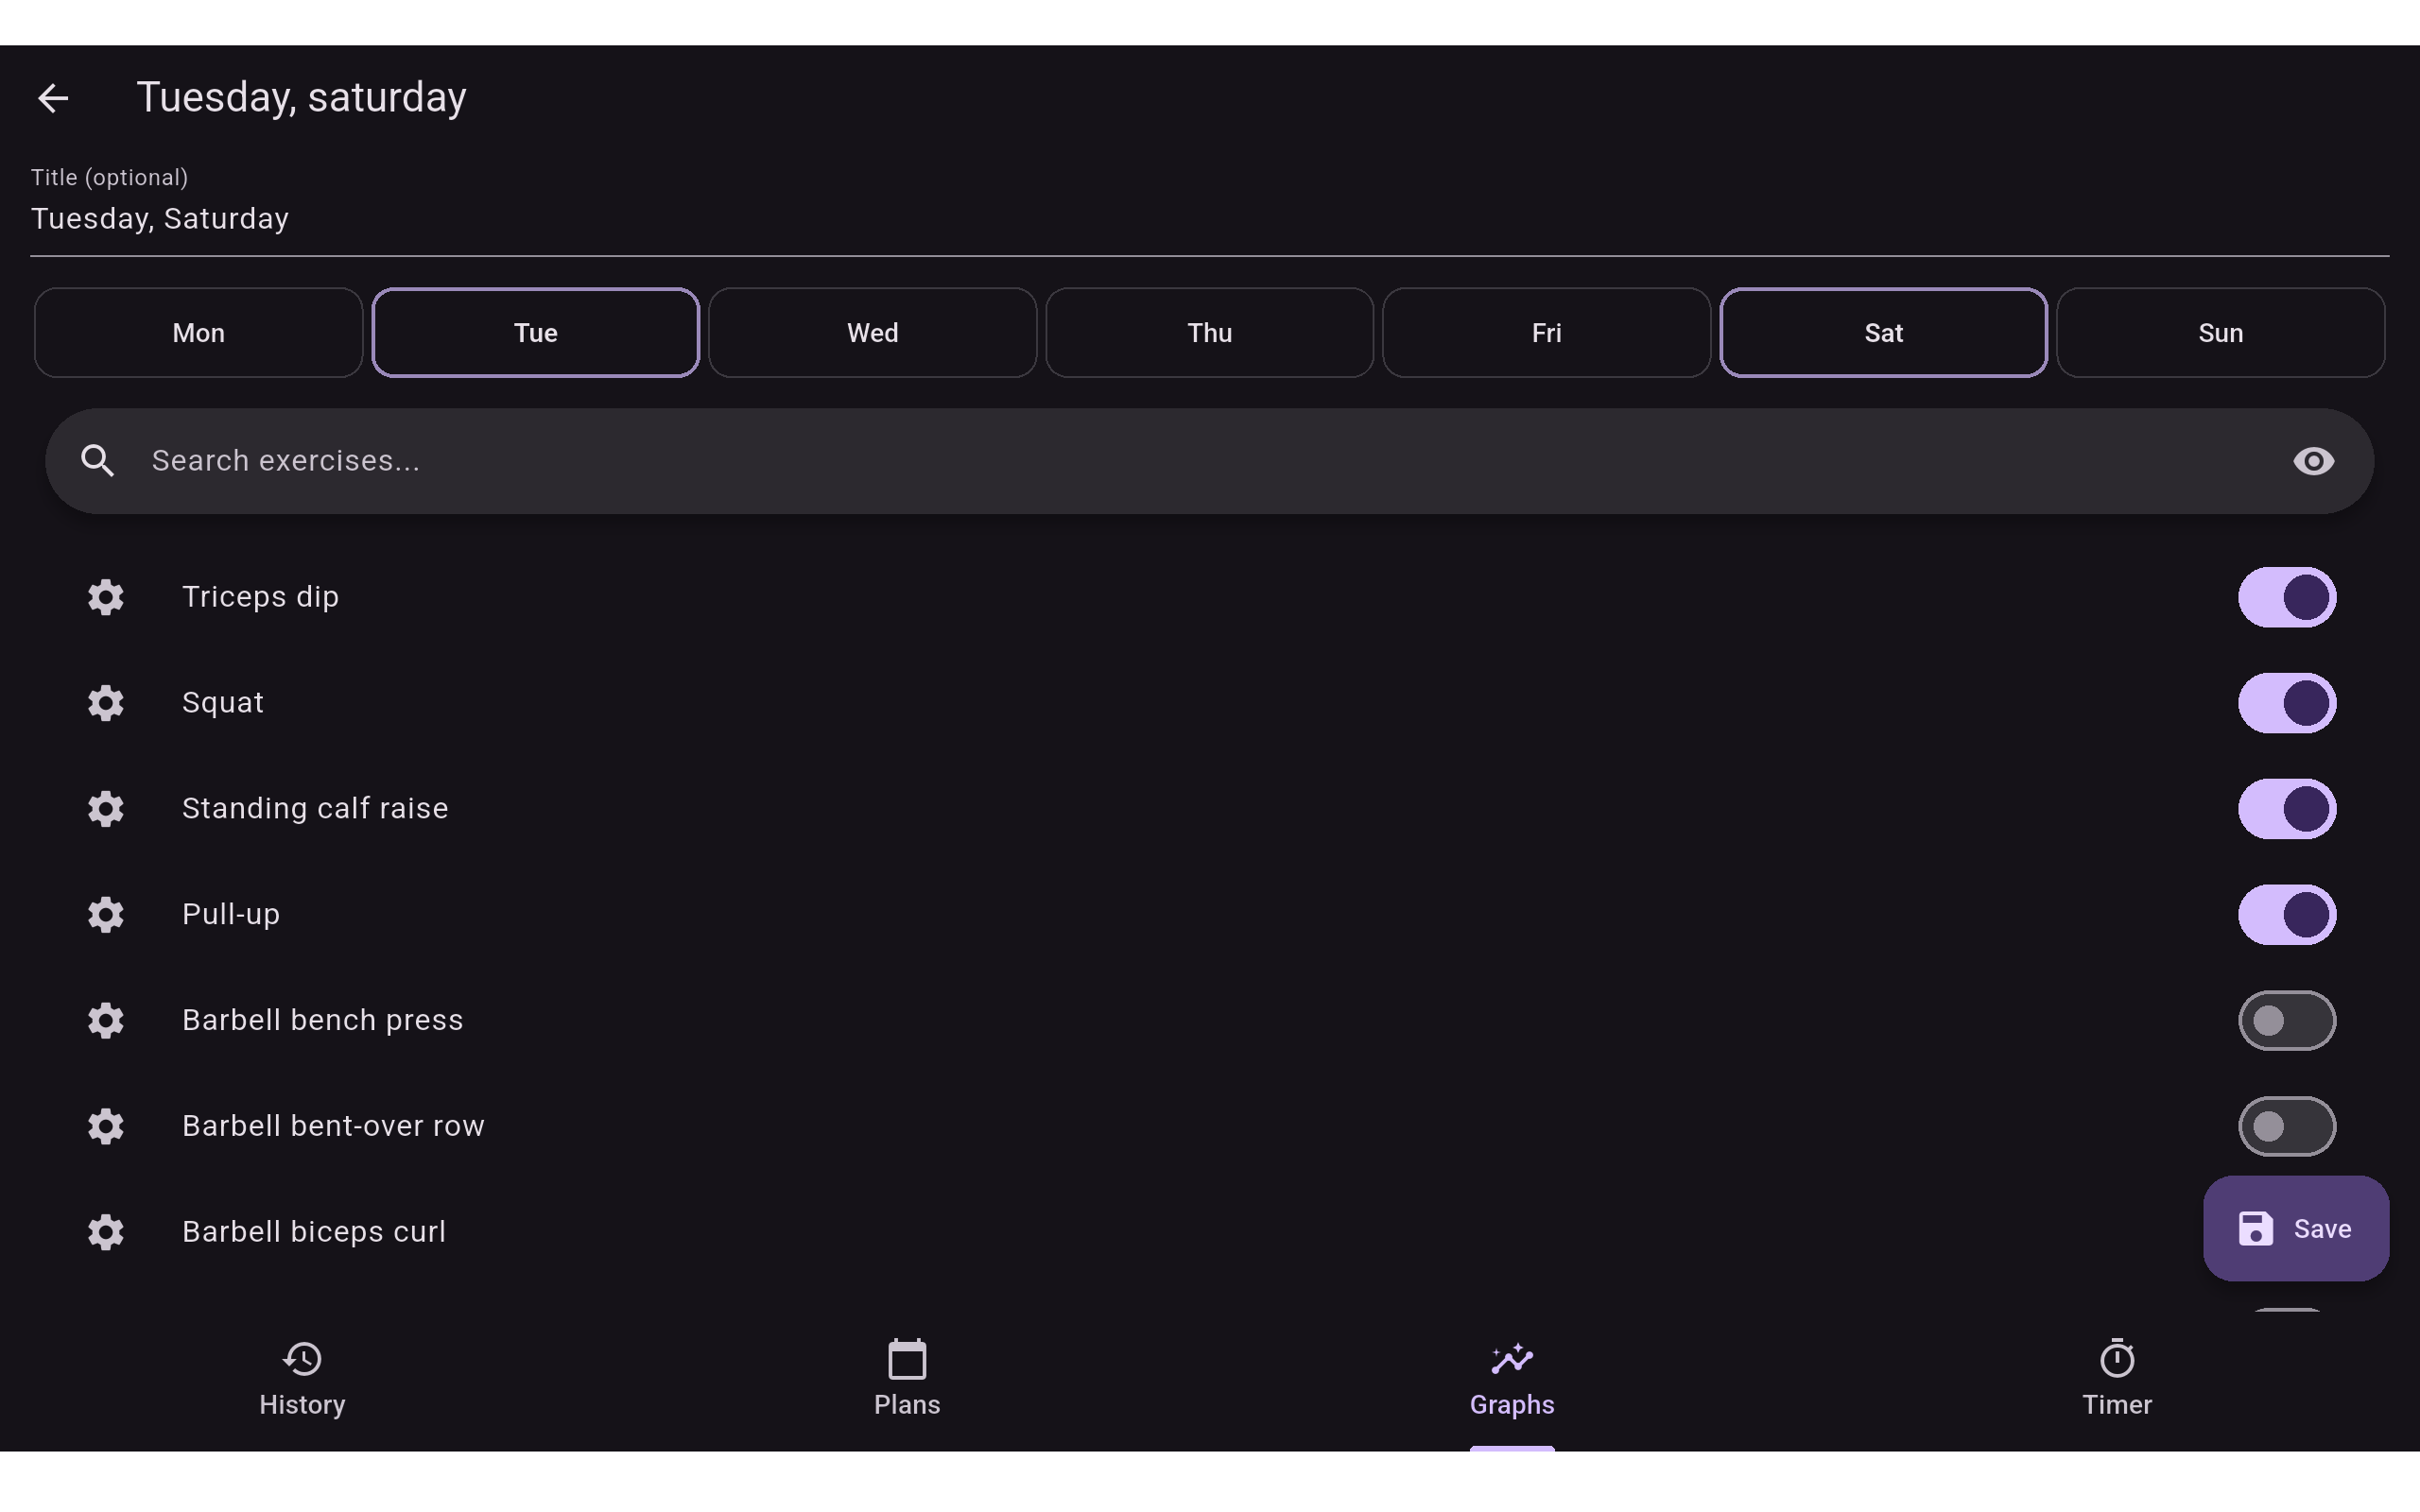 Tuesday, saturday
Title (optional)
Tuesday, Saturday
Mon Tue Wed Thu Fri Sat Sun
Search exercises...
Triceps dip
Squat
Standing calf raise
Pull-up
Barbell bench press
Barbell bent-over row
Barbell biceps curl
Save
History Plans Graphs Timer